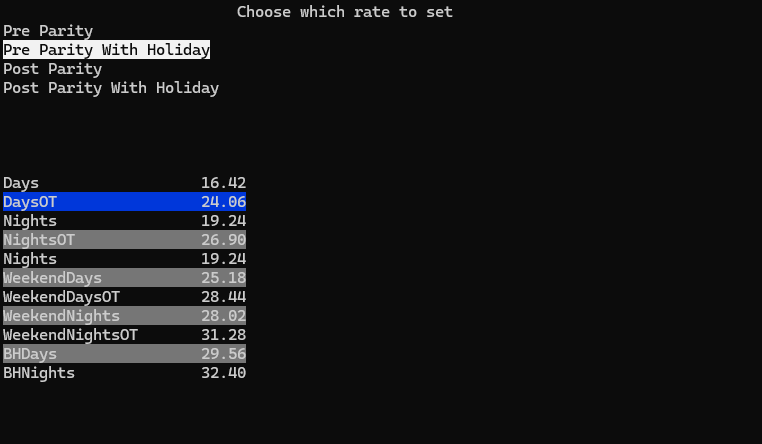 Choose which rate to set
Pre Parity
Pre Parity With Holiday
Post Parity
Post Parity With Holiday
Days 16.42
DaysOT 24.06
Nights 19.24
NightsOT 26.90
Nights 19.24
WeekendDays 25.18
WeekendDaysOT 28.44
WeekendNights 28.02
WeekendNightsOT 31.28
BHDays 29.56
BHNights 32.40